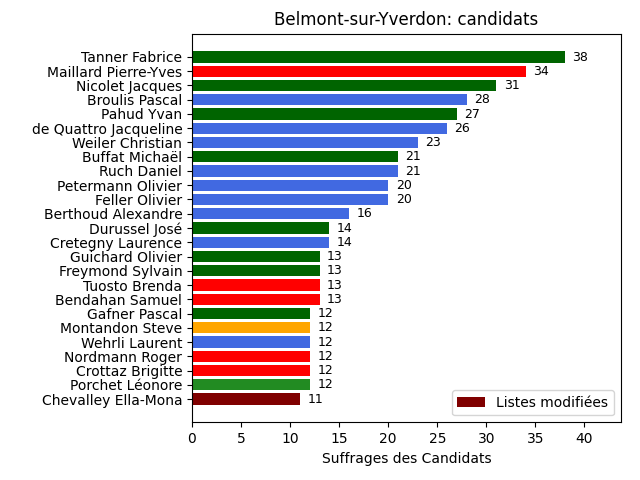 Belmont-sur-Yverdon: candidats
Tanner Fabrice 38
Maillard Pierre-Yves 34
Nicolet Jacques 31
Broulis Pascal 28
Pahud Yvan 27
de Quattro Jacqueline 26
Weiler Christian 23
Buffat Michaël 21
Ruch Daniel 21
Petermann Olivier 20
Feller Olivier 20
Berthoud Alexandre 16
Durussel José 14
Cretegny Laurence 14
Guichard Olivier 13
Freymond Sylvain 13
Tuosto Brenda 13
Bendahan Samuel 13
Gafner Pascal 12
Montandon Steve 12
Wehrli Laurent 12
Nordmann Roger 12
Crottaz Brigitte 12
Porchet Léonore 12
Chevalley Ella-Mona 11
Listes modifiées
0 5 10 15 20 25 30 35 40
Suffrages des Candidats